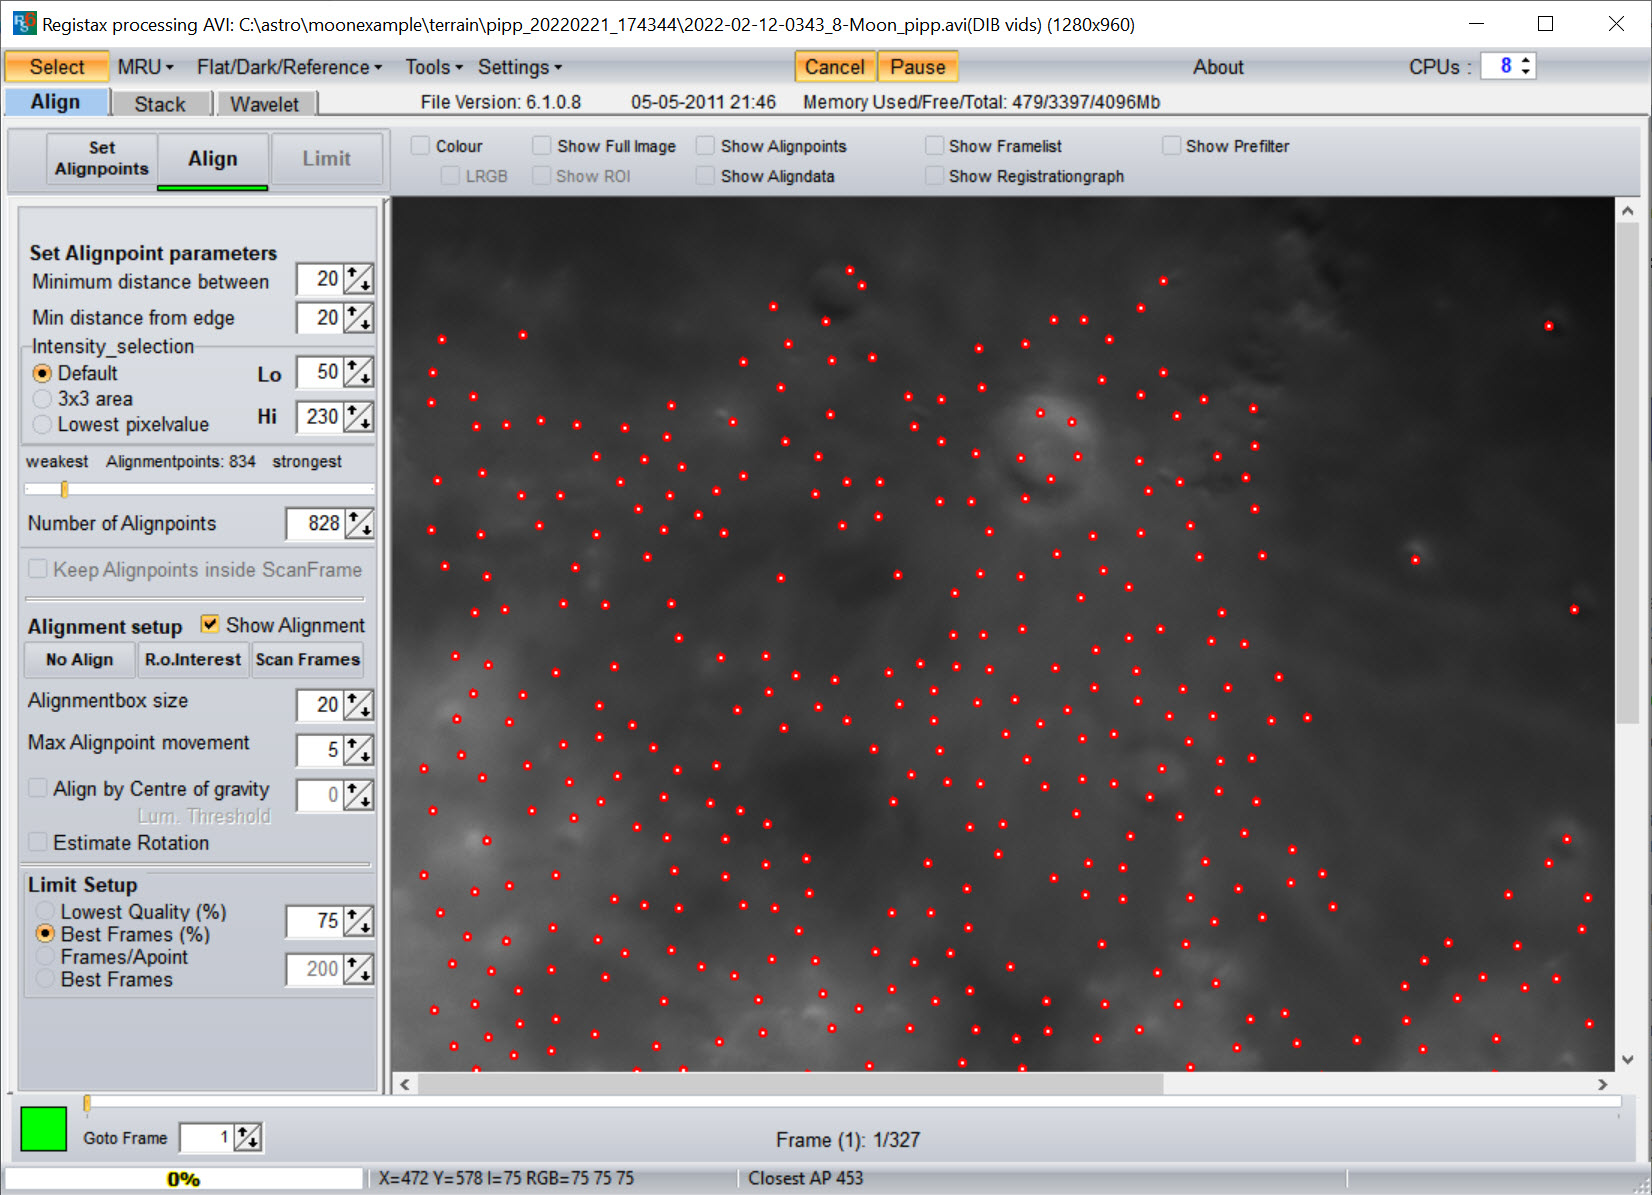 Registax processing AVI: C:\astro\moonexample\terrain\pipp_20220221_174344\2022-02-12-0343_8-Moon_pipp.avi(DIB vids) (1280x960)
Select MRU Flat/Dark/Reference Tools Settings Cancel Pause About CPUs : 8
Align Stack Wavelet File Version: 6.1.0.8 05-05-2011 21:46 Memory Used/Free/Total: 479/3397/4096Mb
Set Alignpoints Align Limit
Colour Show Full Image Show Alignpoints Show Framelist Show Prefilter
LRGB Show ROI Show Aligndata Show Registrationgraph
Set Alignpoint parameters
Minimum distance between 20
Min distance from edge 20
Intensity_selection
Default Lo 50
3x3 area
Lowest pixelvalue Hi 230
weakest Alignmentpoints: 834 strongest
Number of Alignpoints 828
Keep Alignpoints inside ScanFrame
Alignment setup Show Alignment
No Align R.o.Interest Scan Frames
Alignmentbox size 20
Max Alignpoint movement 5
Align by Centre of gravity 0
Lum. Threshold
Estimate Rotation
Limit Setup
Lowest Quality (%) 75
Best Frames (%)
Frames/Apoint 200
Best Frames
Goto Frame 1 Frame (1): 1/327
0% X=472 Y=578 I=75 RGB=75 75 75 Closest AP 453